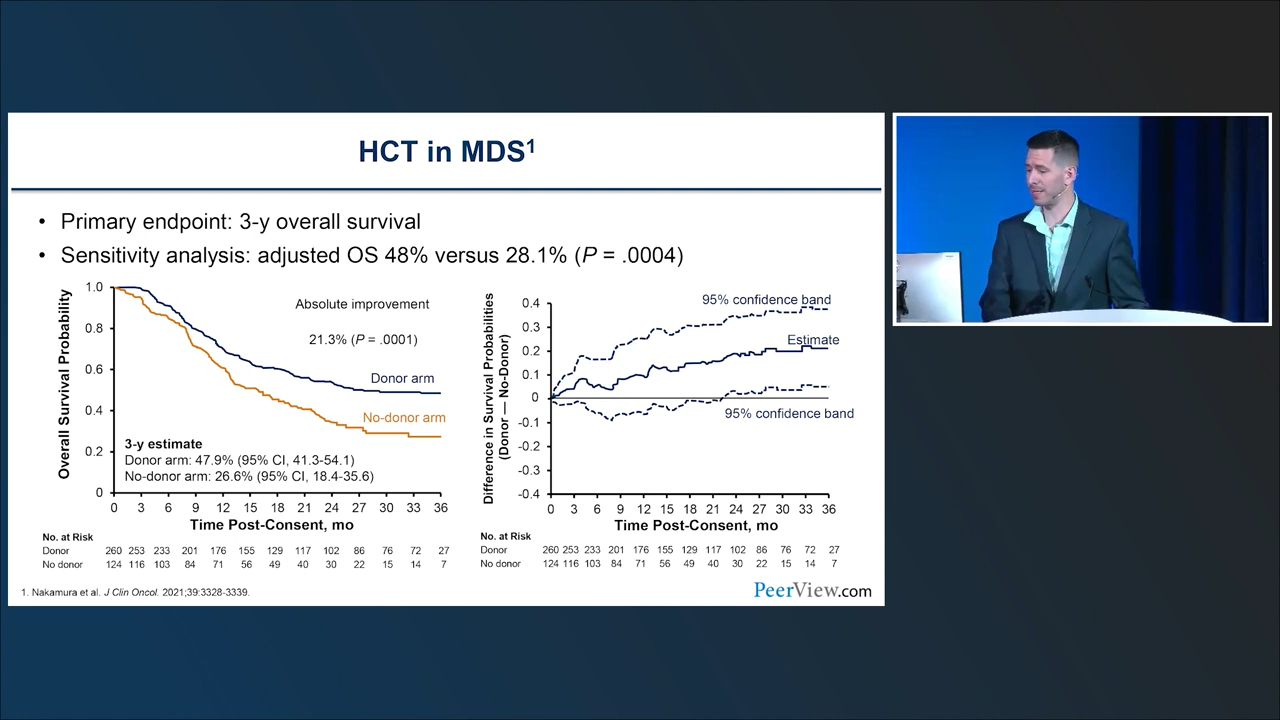 HCT in MDS¹
• Primary endpoint: 3-y overall survival
• Sensitivity analysis: adjusted OS 48% versus 28.1% (P = .0004)
Overall Survival Probability
1.0
0.8
0.6
0.4
0.2
0
Absolute improvement
21.3% (P = .0001)
Donor arm
No-donor arm
3-y estimate
Donor arm: 47.9% (95% CI, 41.3-54.1)
No-donor arm: 26.6% (95% CI, 18.4-35.6)
0 3 6 9 12 15 18 21 24 27 30 33 36
Time Post-Consent, mo
No. at Risk
Donor 260 253 233 201 176 155 129 117 102 86 76 72 27
No donor 124 116 103 84 71 56 49 40 30 22 15 14 7
Difference in Survival Probabilities
(Donor — No-Donor)
0.4
0.3
0.2
0.1
0
-0.1
-0.2
-0.3
-0.4
95% confidence band
Estimate
95% confidence band
0 3 6 9 12 15 18 21 24 27 30 33 36
Time Post-Consent, mo
No. at Risk
Donor 260 253 233 201 176 155 129 117 102 86 76 72 27
No donor 124 116 103 84 71 56 49 40 30 22 15 14 7
1. Nakamura et al. J Clin Oncol. 2021;39:3328-3339.
PeerView.com